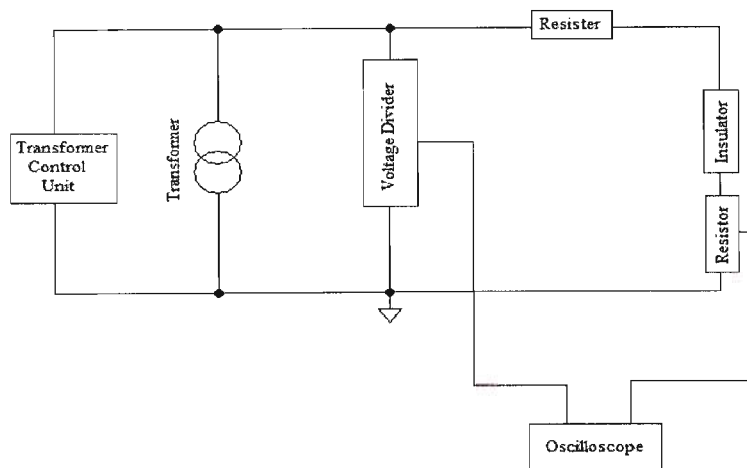 Resister
Transformer
Control
Unit
Transformer
Voltage Divider
Insulator
Resistor
Oscilloscope